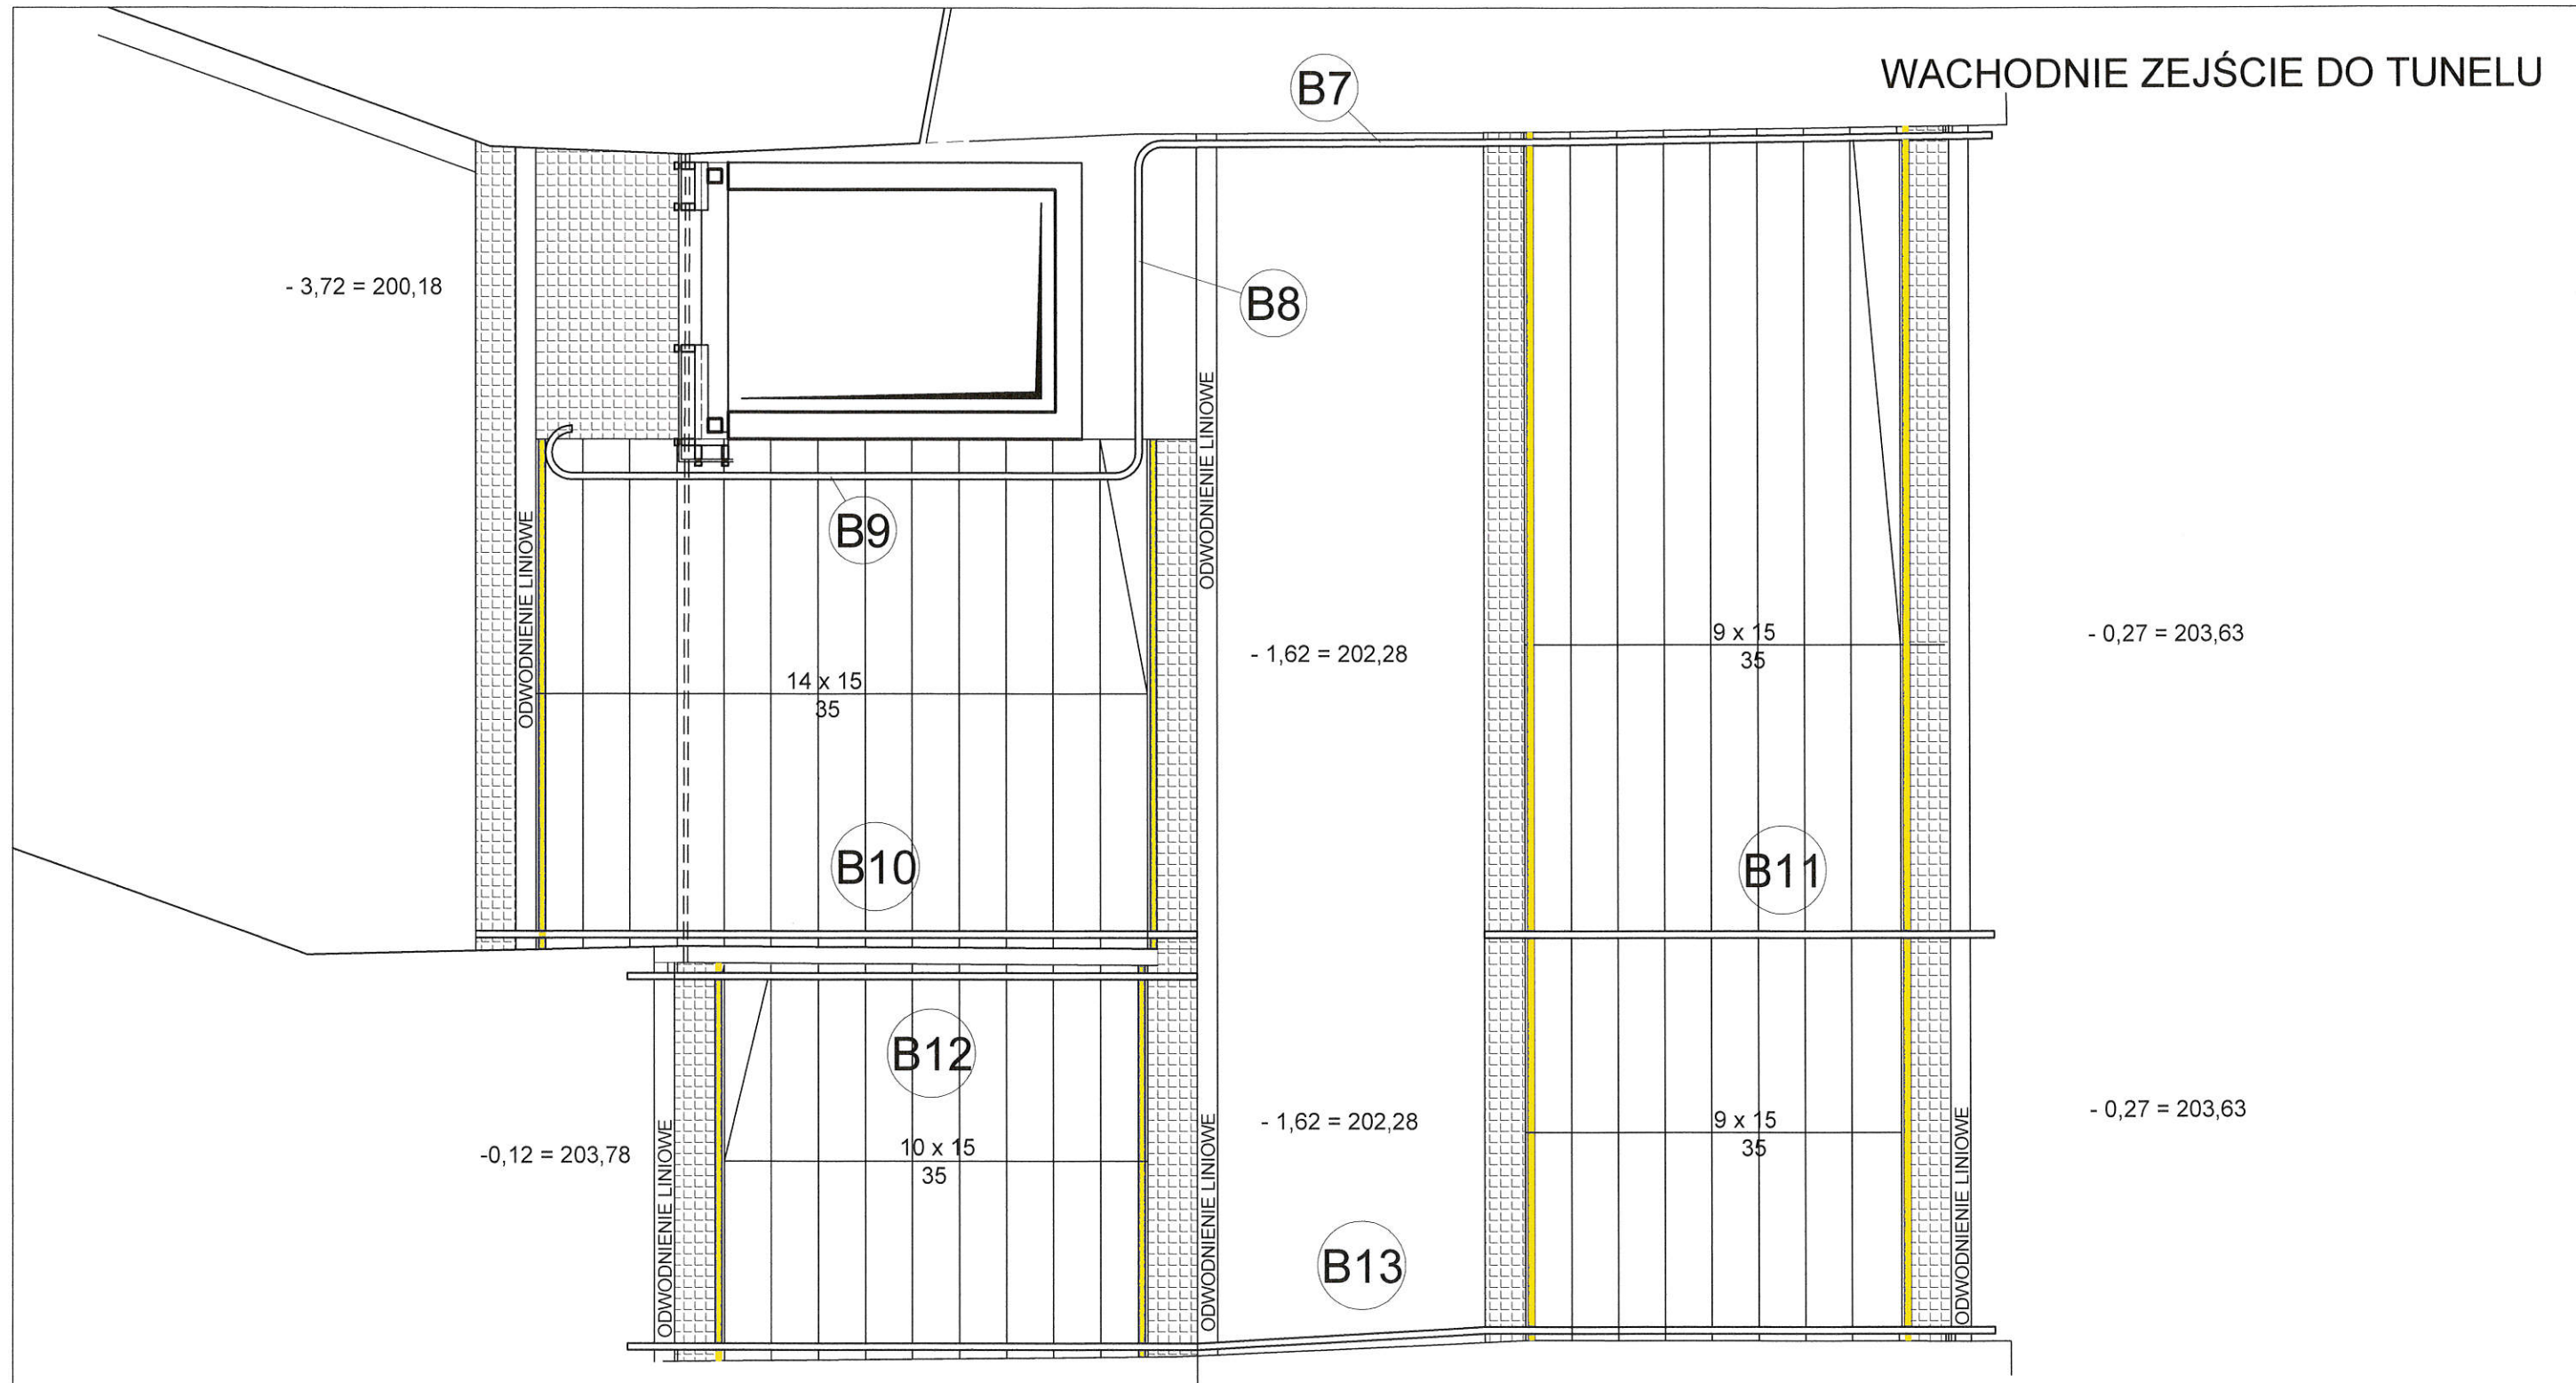 WACHODNIE ZEJŚCIE DO TUNELU
B7
- 3,72 = 200,18
B8
ODWODNIENIE LINIOWE
B9
ODWODNIENIE LINIOWE
- 1,62 = 202,28
9 x 15
35
- 0,27 = 203,63
14 x 15
35
B10
B11
B12
- 1,62 = 202,28
9 x 15
35
- 0,27 = 203,63
-0,12 = 203,78
10 x 15
35
ODWODNIENIE LINIOWE
ODWODNIENIE LINIOWE
ODWODNIENIE LINIOWE
B13